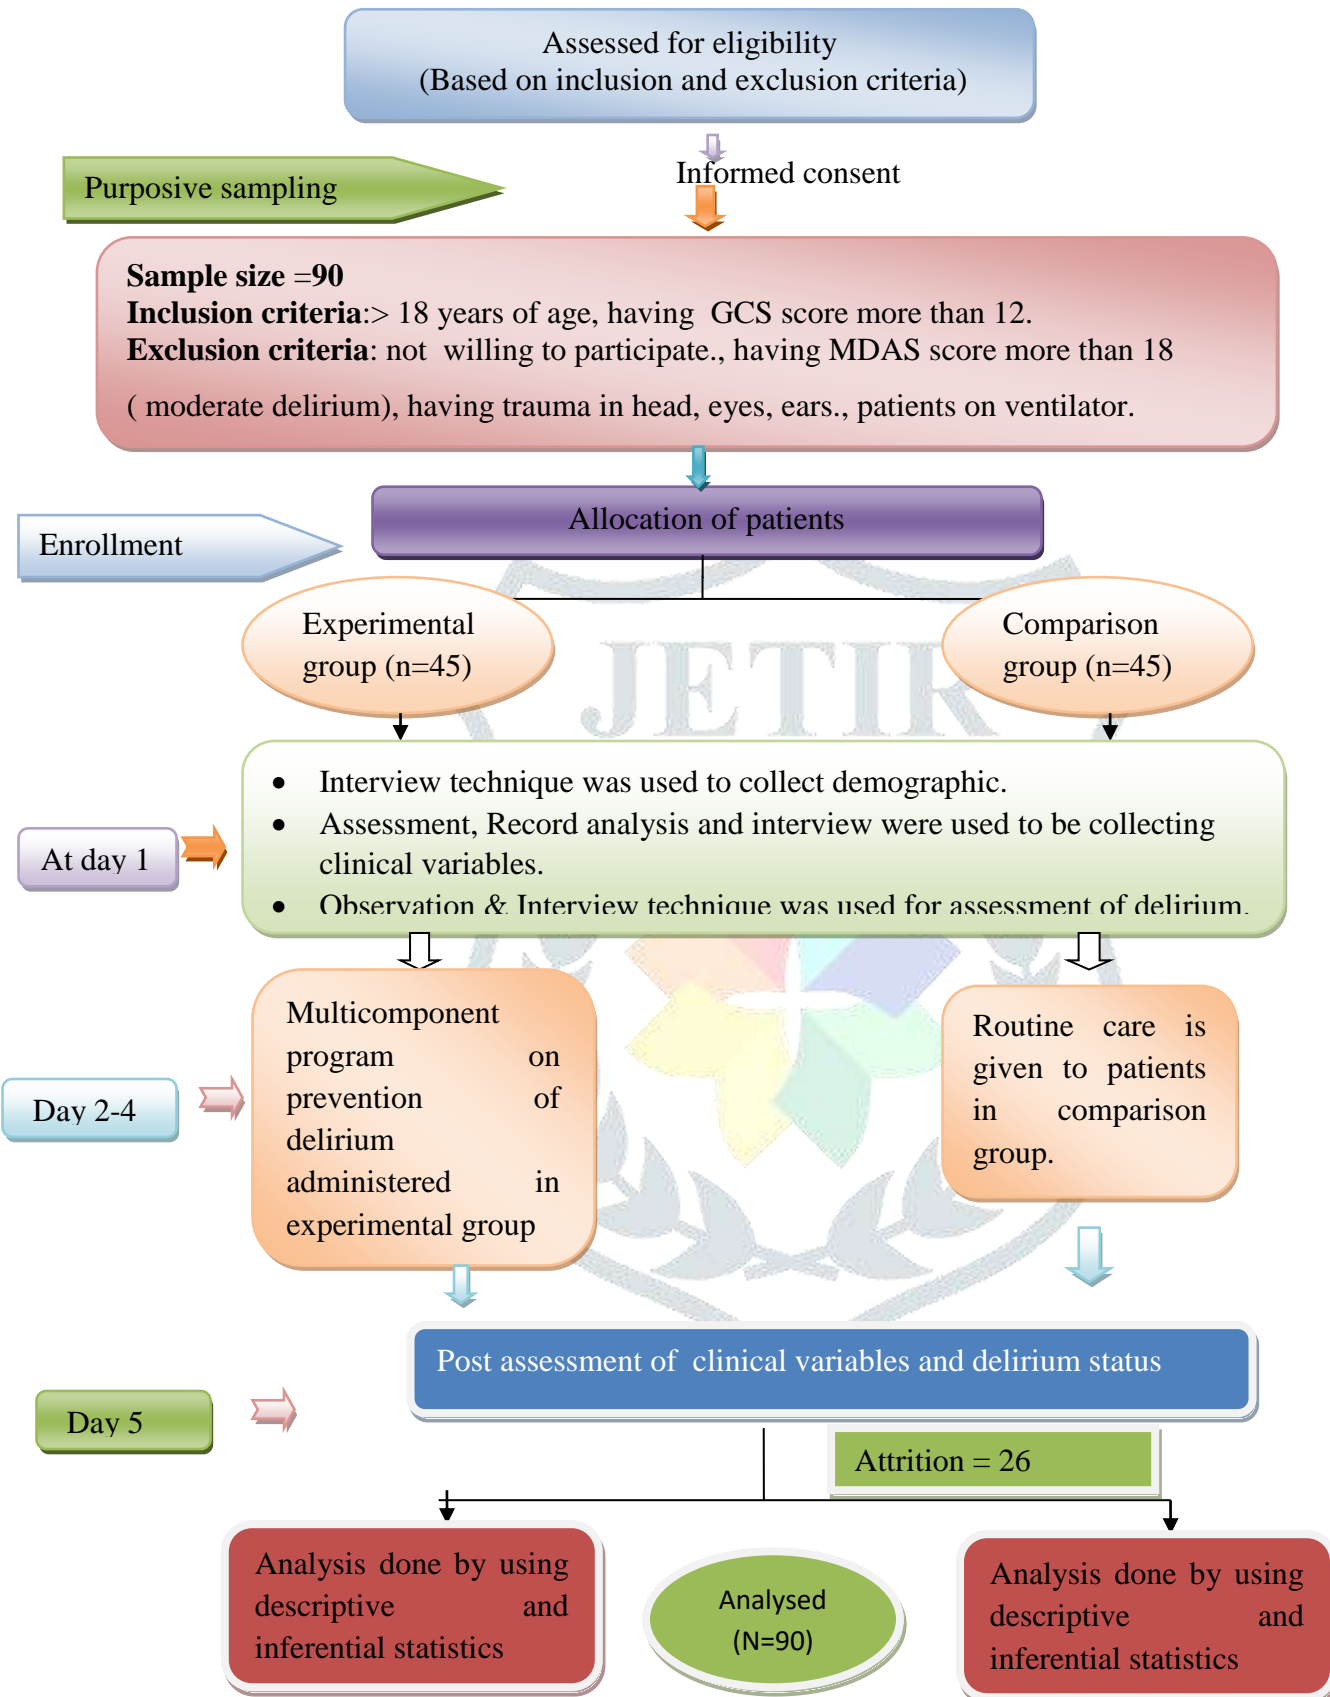 Assessed for eligibility
(Based on inclusion and exclusion criteria)
Informed consent
Purposive sampling
Sample size =90
Inclusion criteria:> 18 years of age, having GCS score more than 12.
Exclusion criteria: not willing to participate., having MDAS score more than 18
( moderate delirium), having trauma in head, eyes, ears., patients on ventilator.
Allocation of patients
Enrollment
Experimental
group (n=45)
Comparison
group (n=45)
JETIR
• Interview technique was used to collect demographic.
• Assessment, Record analysis and interview were used to be collecting
clinical variables.
• Observation & Interview technique was used for assessment of delirium.
At day 1
Multicomponent
program on
prevention of
delirium
administered in
experimental group
Routine care is
given to patients
in comparison
group.
Day 2-4
Post assessment of clinical variables and delirium status
Day 5
Attrition = 26
Analysis done by using
descriptive and
inferential statistics
Analysed
(N=90)
Analysis done by using
descriptive and
inferential statistics